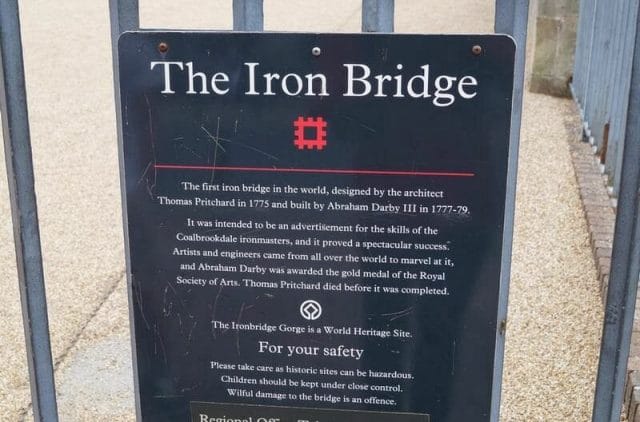 The Iron Bridge
The first iron bridge in the world, designed by the architect
Thomas Pritchard in 1775 and built by Abraham Darby III in 1777-79.
It was intended to be an advertisement for the skills of the
Coalbrookdale ironmasters, and it proved a spectacular success.
Artists and engineers came from all over the world to marvel at it,
and Abraham Darby was awarded the gold medal of the Royal
Society of Arts. Thomas Pritchard died before it was completed.
The Ironbridge Gorge is a World Heritage Site.
For your safety
Please take care as historic sites can be hazardous.
Children should be kept under close control.
Wilful damage to the bridge is an offence.
Regional